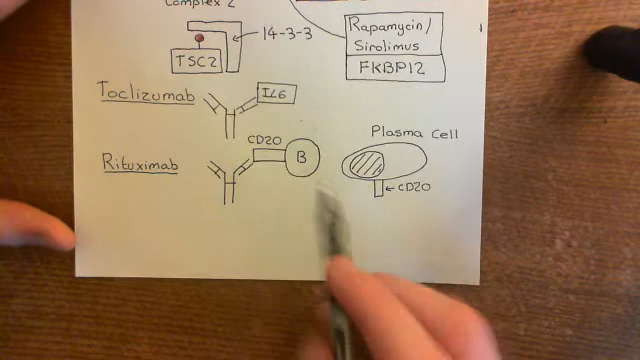 Complex 2
14-3-3
TSC2
Rapamycin/
Sirolimus
FKBP12
Toclizumab
IL6
Rituximab
CD20
B
Plasma Cell
CD20